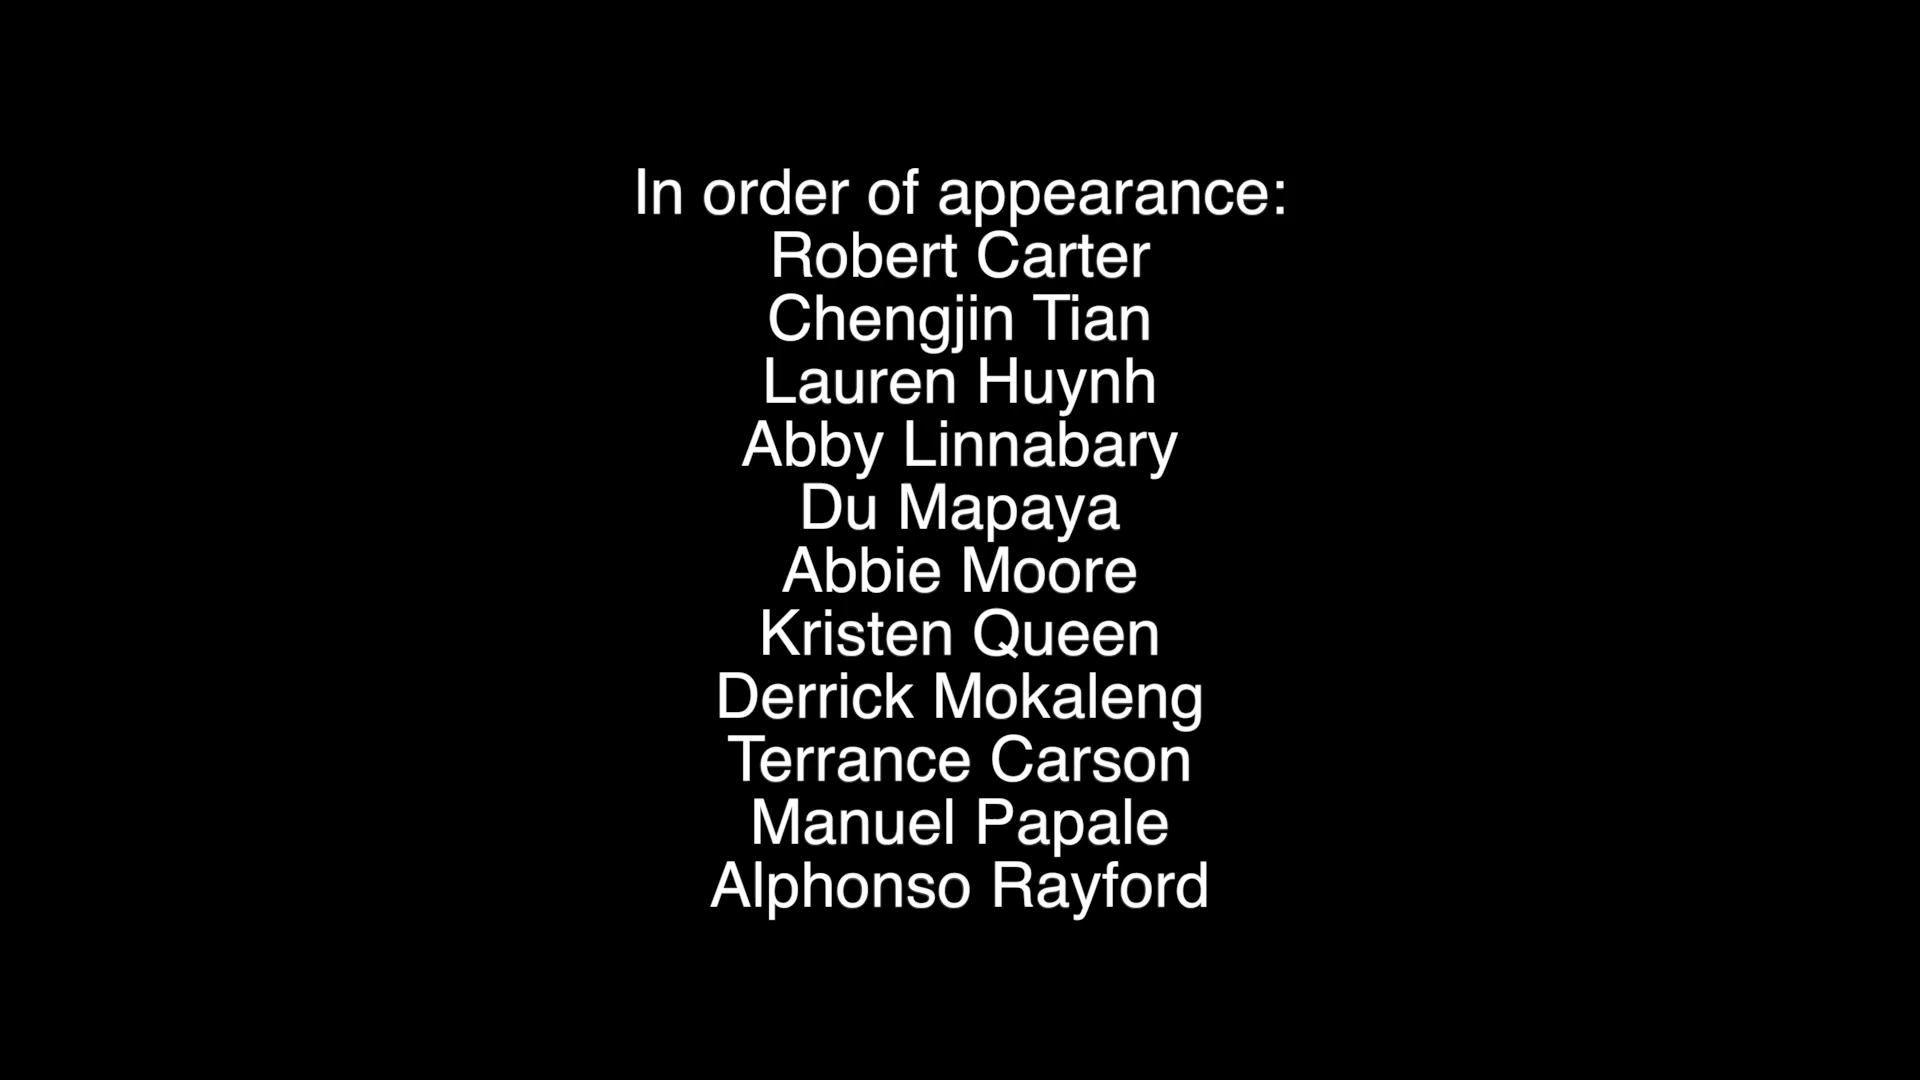 In order of appearance:
Robert Carter
Chengjin Tian
Lauren Huynh
Abby Linnabary
Du Mapaya
Abbie Moore
Kristen Queen
Derrick Mokaleng
Terrance Carson
Manuel Papale
Alphonso Rayford